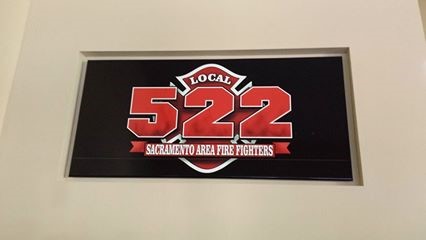 LOCAL
522
SACRAMENTO AREA FIRE FIGHTERS